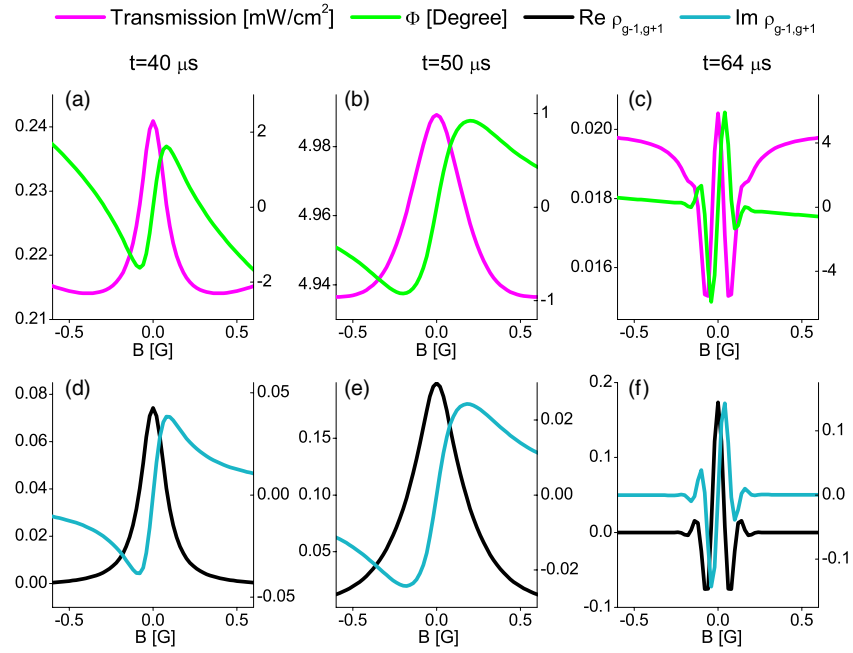 Transmission [mW/cm²] Φ [Degree] Re ρg-1,g+1 Im ρg-1,g+1
t=40 μs t=50 μs t=64 μs
(a) (b) (c)
0.24 2 4.98 1 0.020 4
0.23 0 4.96 0 0.018 0
0.22 -2 4.94 -1 0.016 -4
0.21
-0.5 0.0 0.5 -0.5 0.0 0.5 -0.5 0.0 0.5
B [G] B [G] B [G]
(d) (e) (f)
0.08 0.05 0.2
0.06 0.15 0.02 0.1 0.1
0.04 0.00 0.10 0.00 0.0 0.0
0.02 0.05 -0.02 -0.1
0.00 -0.05 -0.1
-0.5 0.0 0.5 -0.5 0.0 0.5 -0.5 0.0 0.5
B [G] B [G] B [G]